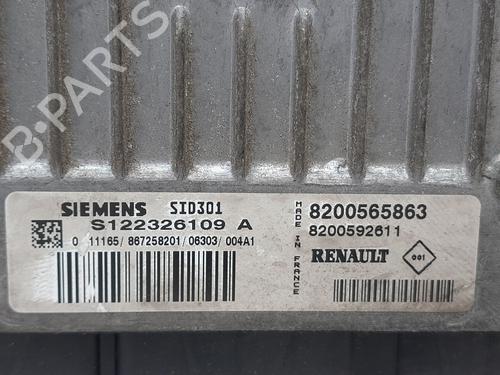 B-PARTS
SIEMENS SID301
S122326109 A
0 11165/ 867258201/06303/ 004A1
MADE IN FRANCE
8200565863
8200592611
RENAULT
001